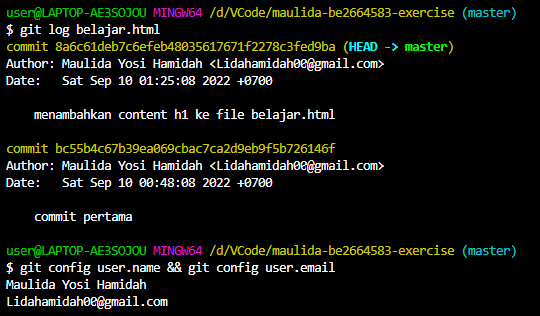 user@LAPTOP-AE3SOJOU MINGW64 /d/VCode/maulida-be2664583-exercise (master)
$ git log belajar.html
commit 8a6c61deb7c6efeb48035617671f2278c3fed9ba (HEAD -> master)
Author: Maulida Yosi Hamidah <Lidahamidah00@gmail.com>
Date:   Sat Sep 10 01:25:08 2022 +0700
menambahkan content h1 ke file belajar.html
commit bc55b4c67b39ea069cbac7ca2d9eb9f5b726146f
Author: Maulida Yosi Hamidah <Lidahamidah00@gmail.com>
Date:   Sat Sep 10 00:48:08 2022 +0700
commit pertama
user@LAPTOP-AE3SOJOU MINGW64 /d/VCode/maulida-be2664583-exercise (master)
$ git config user.name && git config user.email
Maulida Yosi Hamidah
Lidahamidah00@gmail.com